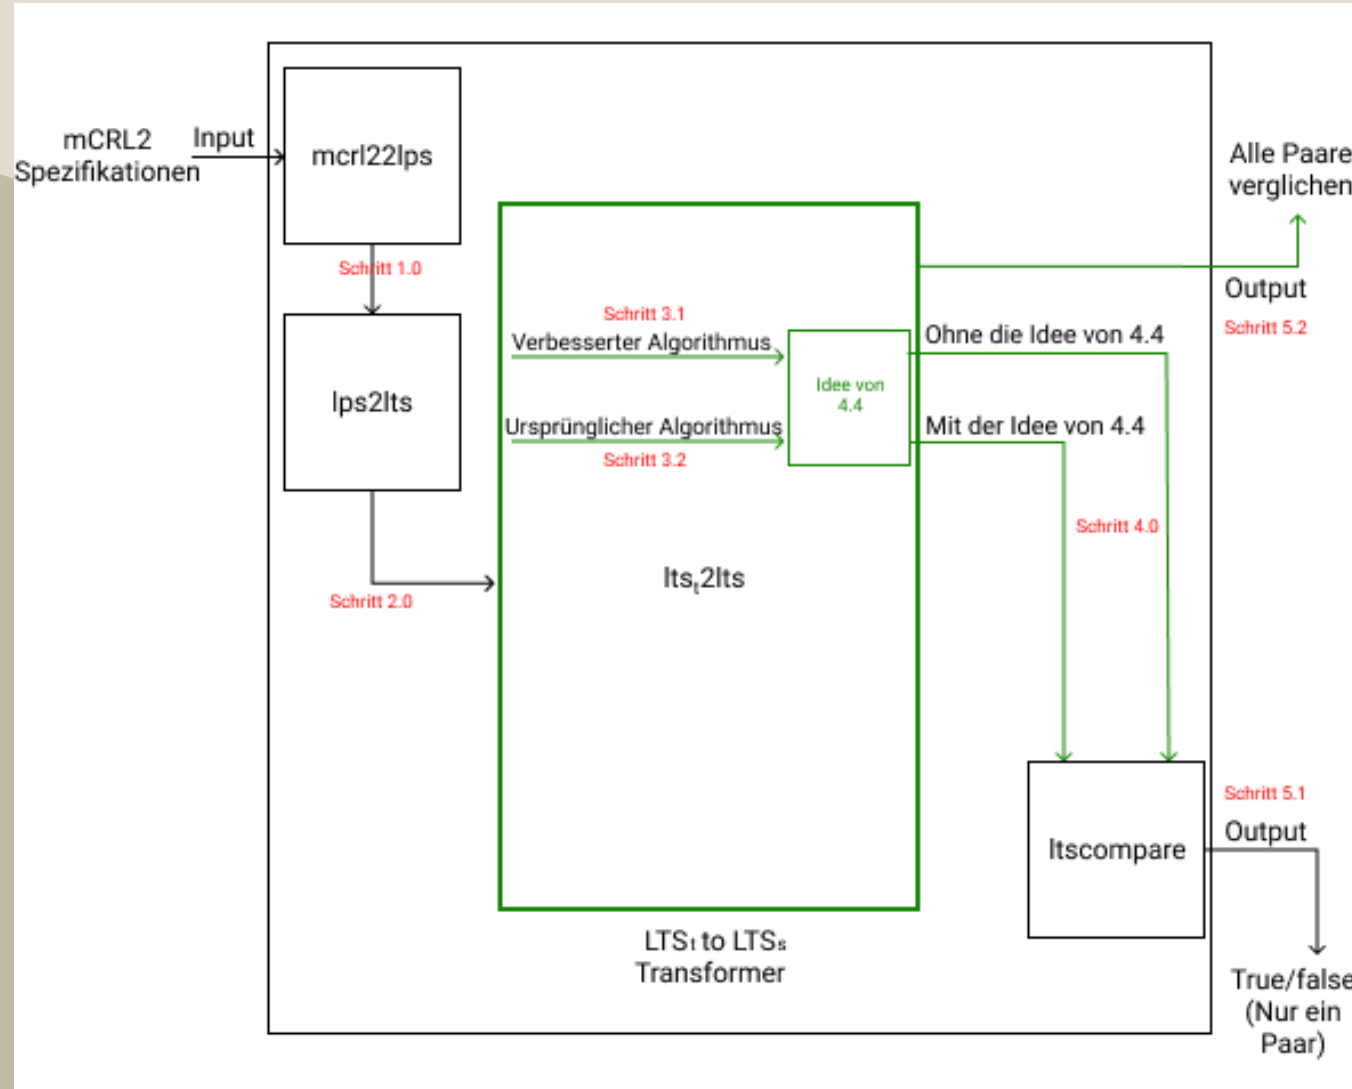 mCRL2
Spezifikationen
Input
mcrl22lps
Schritt 1.0
lps2lts
Schritt 2.0
Schritt 3.1
Verbesserter Algorithmus
Ursprünglicher Algorithmus
Schritt 3.2
Idee von
4.4
ltsₜ2lts
LTSₜ to LTSₛ
Transformer
Ohne die Idee von 4.4
Mit der Idee von 4.4
Schritt 4.0
ltscompare
Alle Paare
verglichen
Output
Schritt 5.2
Schritt 5.1
Output
True/false
(Nur ein
Paar)